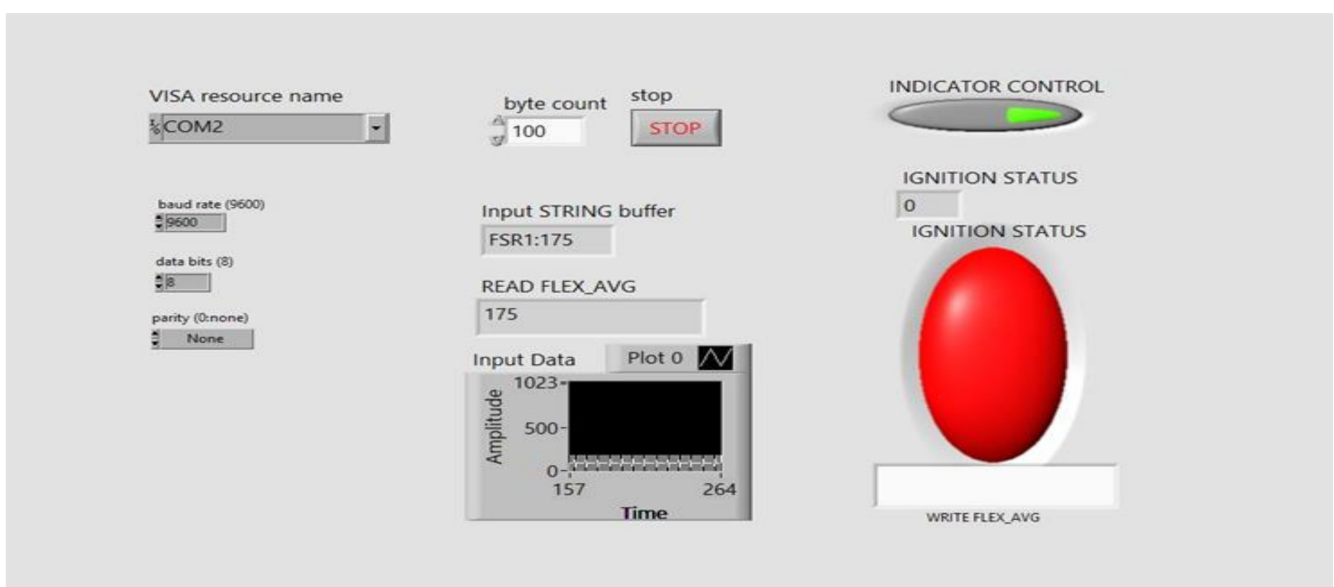 VISA resource name
COM2
baud rate (9600)
9600
data bits (8)
8
parity (0:none)
None
byte count
100
stop
STOP
Input STRING buffer
FSR1:175
READ FLEX_AVG
175
Input Data
Plot 0
Amplitude
1023
500
0
157 264
Time
INDICATOR CONTROL
IGNITION STATUS
0
IGNITION STATUS
WRITE FLEX_AVG